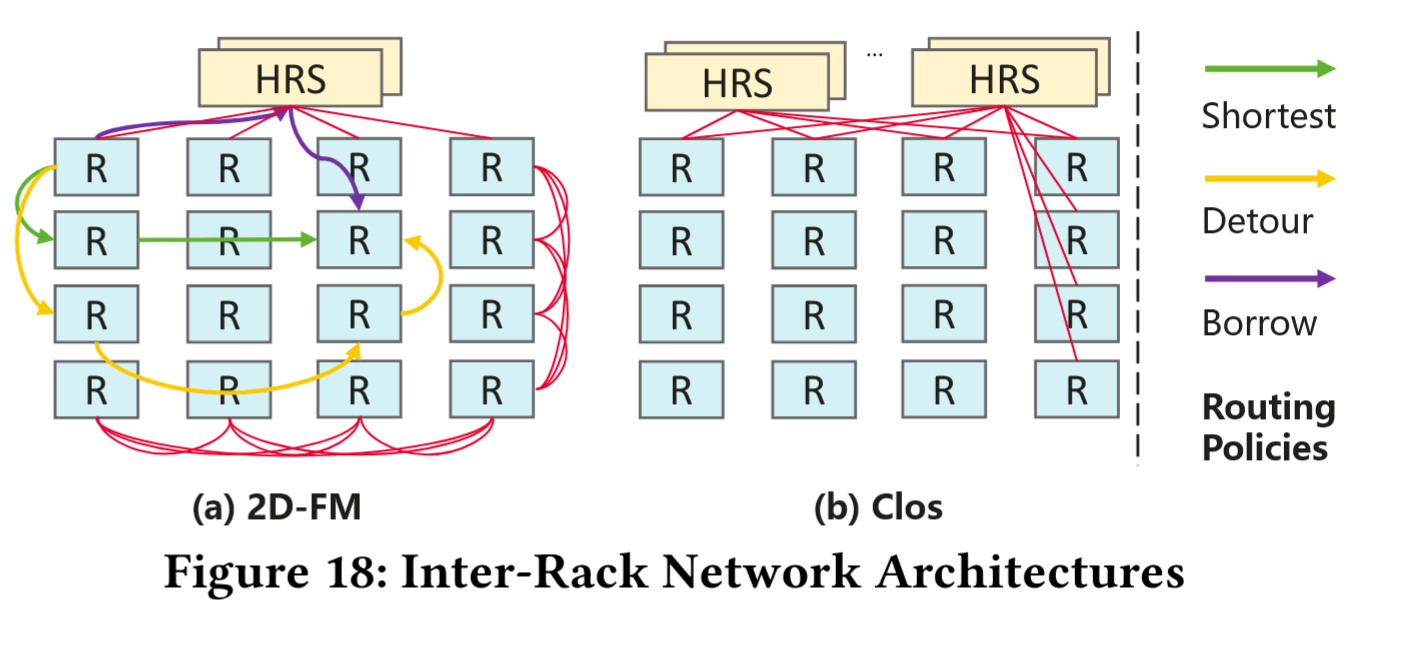 HRS
R R R R
R R R R
R R R R
R R R R
(a) 2D-FM
HRS ... HRS
R R R R
R R R R
R R R R
R R R R
(b) Clos
Shortest
Detour
Borrow
Routing
Policies
Figure 18: Inter-Rack Network Architectures